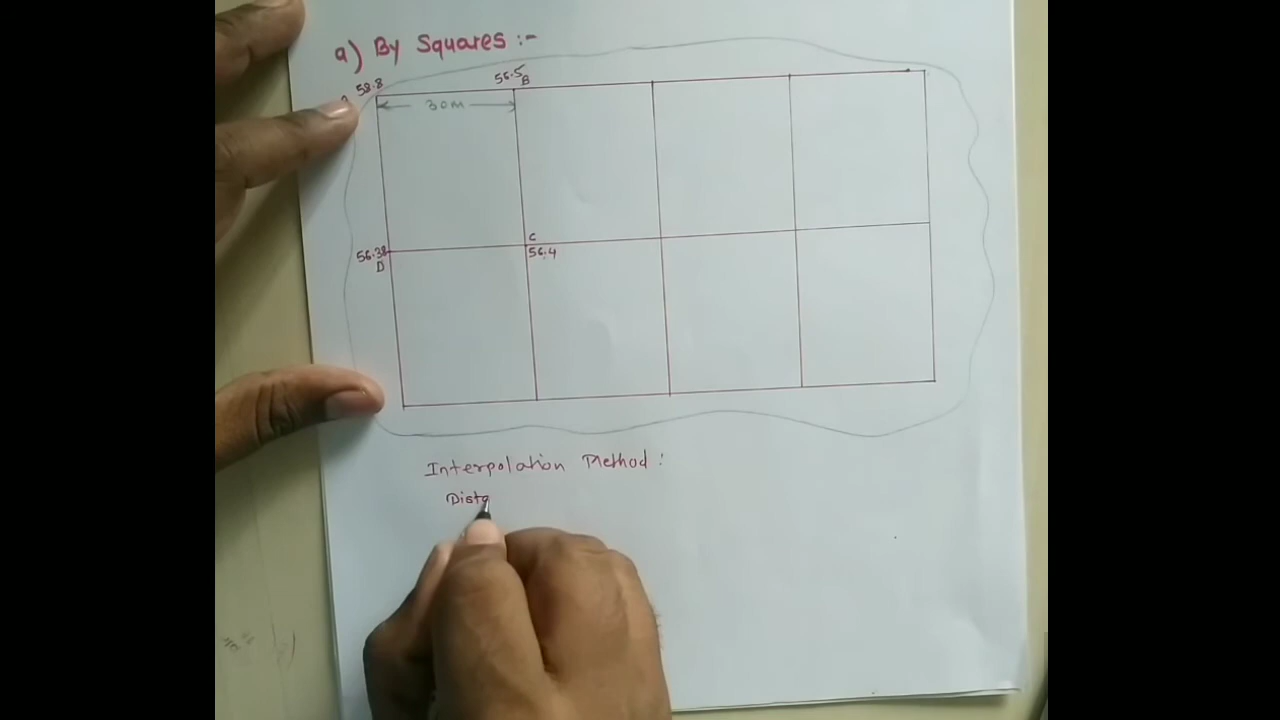 a) By Squares :-
58.8
56.5
B
30m
C
56.38
56.4
D
Interpolation Method :
Dista